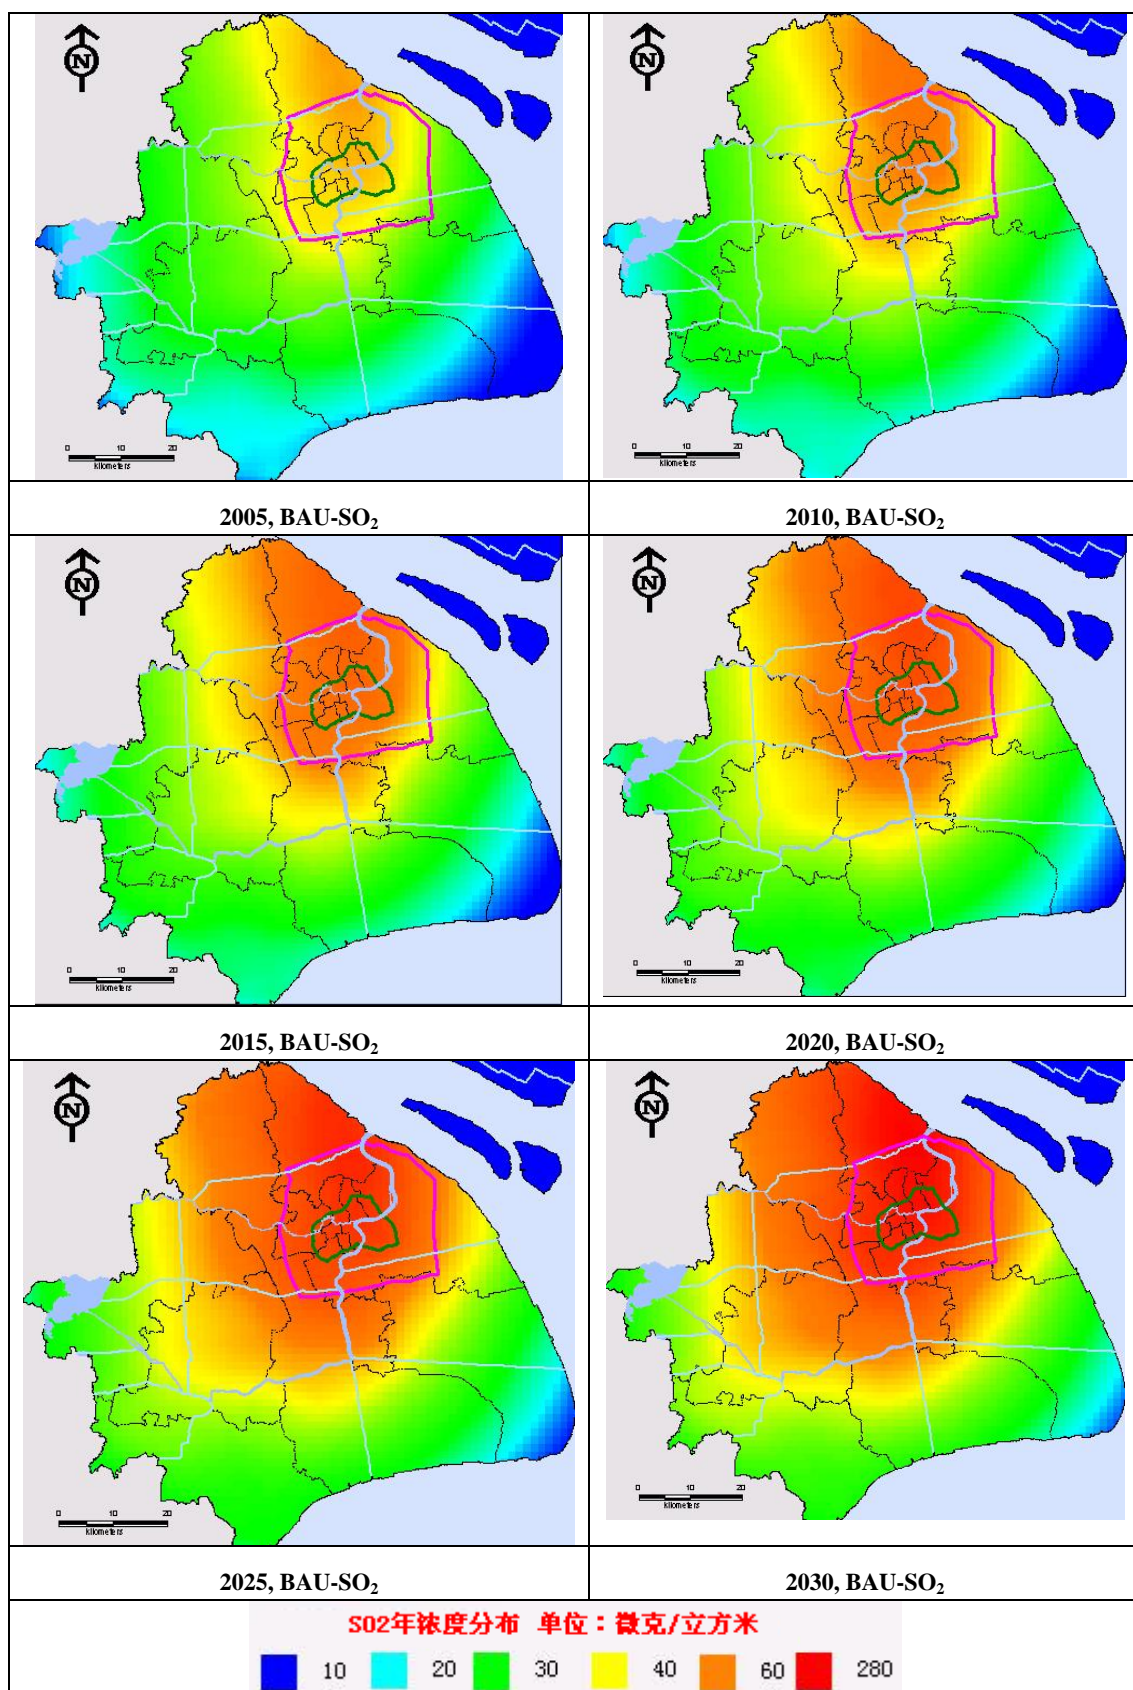 N
N
0 10 20
kilometers
0 10 20
kilometers
2005, BAU-SO₂
2010, BAU-SO₂
N
N
0 10 20
kilometers
0 10 20
kilometers
2015, BAU-SO₂
2020, BAU-SO₂
N
N
0 10 20
kilometers
0 10 20
kilometers
2025, BAU-SO₂
2030, BAU-SO₂
SO2年浓度分布 单位：微克/立方米
10 20 30 40 60 280